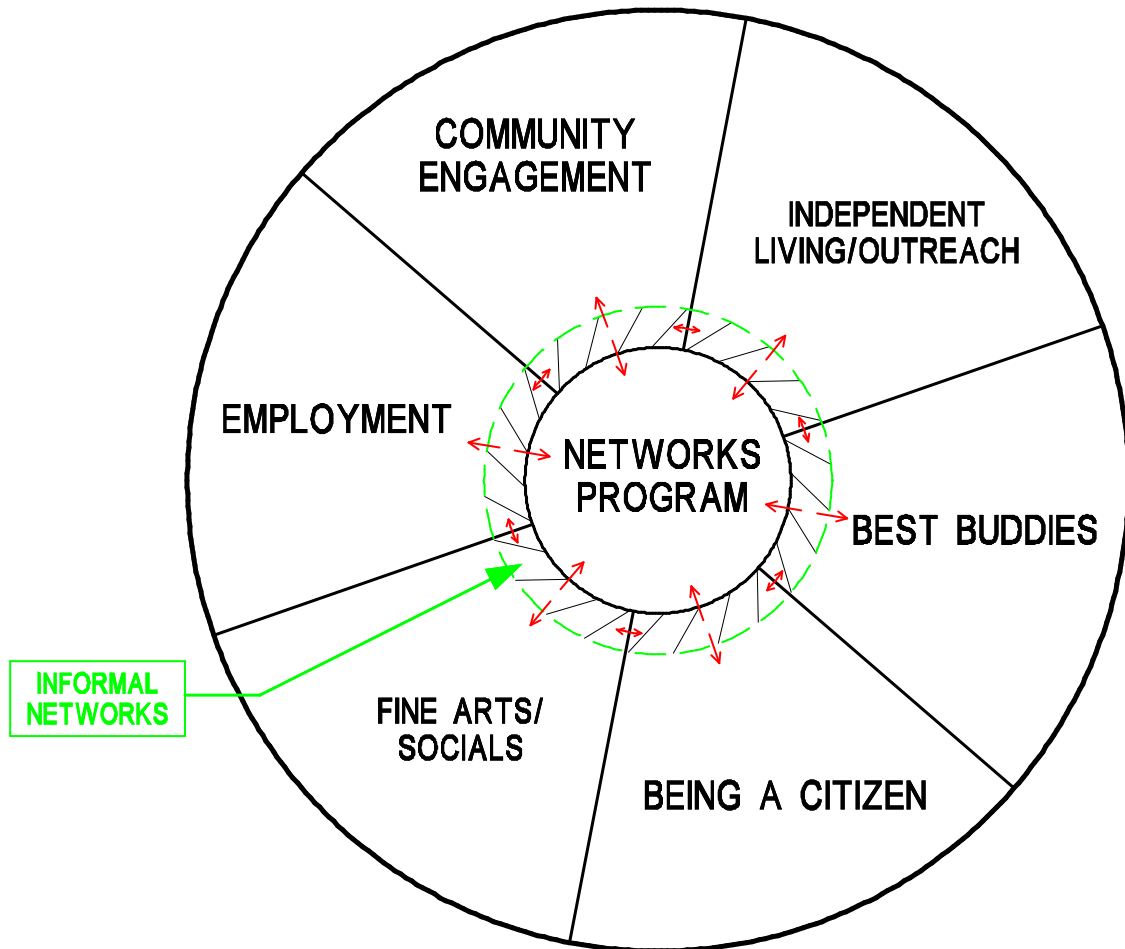 COMMUNITY
ENGAGEMENT
INDEPENDENT
LIVING/OUTREACH
EMPLOYMENT
NETWORKS
PROGRAM
BEST BUDDIES
INFORMAL
NETWORKS
FINE ARTS/
SOCIALS
BEING A CITIZEN